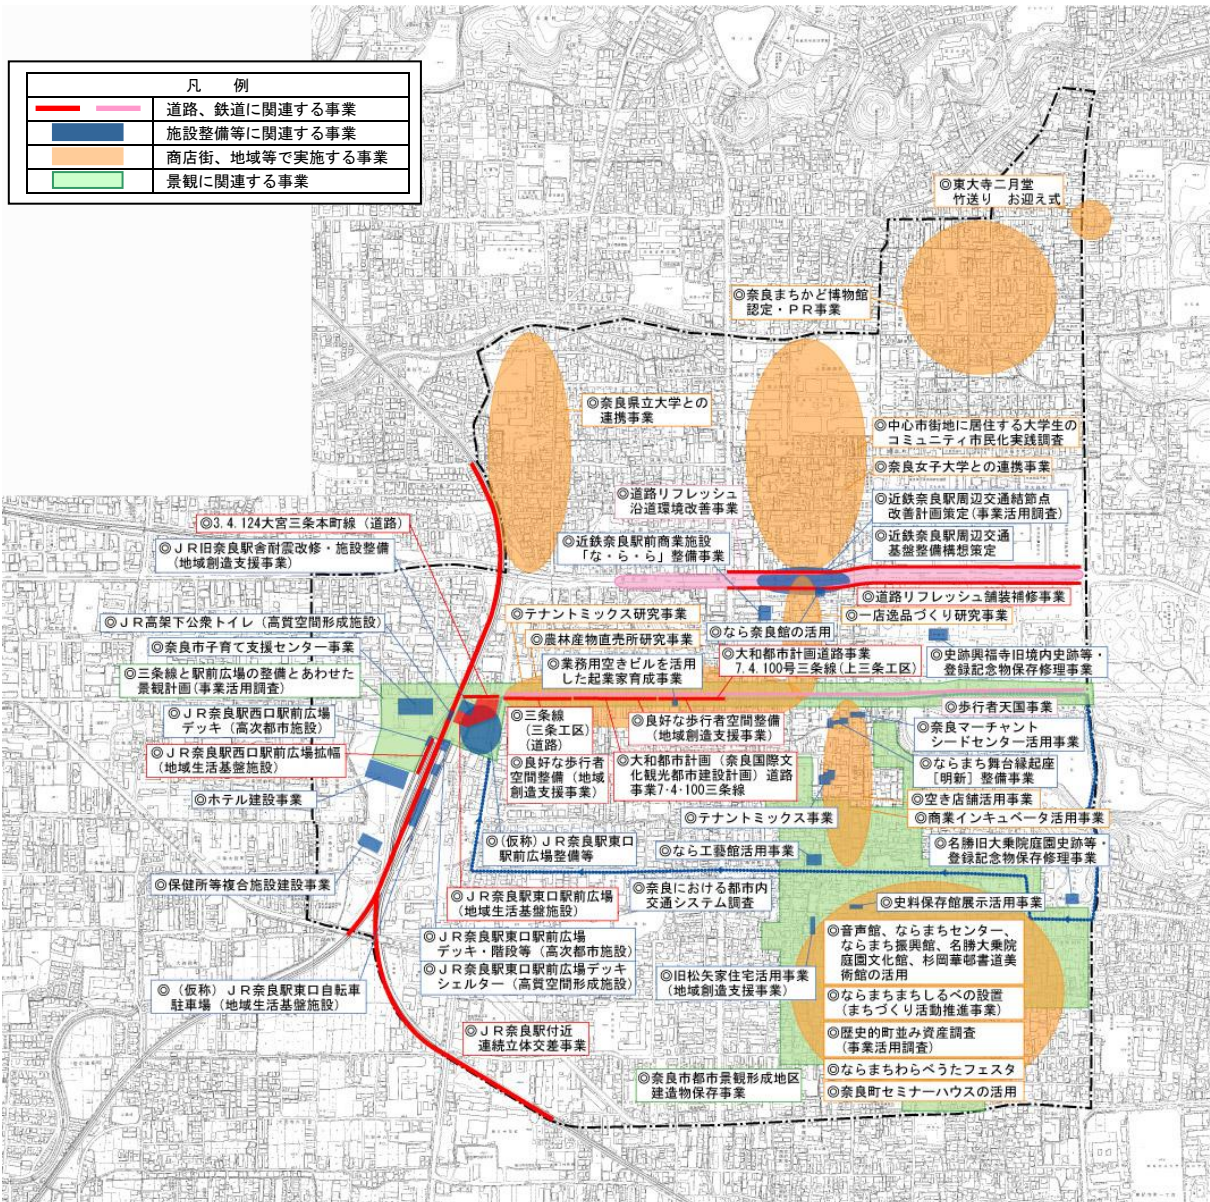 凡 例
道路、鉄道に関連する事業
施設整備等に関連する事業
商店街、地域等で実施する事業
景観に関連する事業
◎東大寺二月堂
竹送り お迎え式
◎奈良まちかど博物館
認定・PR事業
◎奈良県立大学との
連携事業
◎中心市街地に居住する大学生の
コミュニティ市民化実践調査
◎奈良女子大学との連携事業
◎道路リフレッシュ
沿道環境改善事業
◎近鉄奈良駅周辺交通結節点
改善計画策定(事業活用調査)
◎近鉄奈良駅前商業施設
「な・ら・ら」整備事業
◎近鉄奈良駅周辺交通
基盤整備構想策定
◎3.4.124大宮三条本町線(道路)
◎JR旧奈良駅舎耐震改修・施設整備
(地域創造支援事業)
◎道路リフレッシュ舗装補修事業
◎テナントミックス研究事業
◎一店逸品づくり研究事業
◎JR高架下公衆トイレ(高質空間形成施設)
◎農林産物直売所研究事業
◎なら奈良館の活用
◎奈良市子育て支援センター事業
◎業務用空きビルを活用
した起業家育成事業
◎大和都市計画道路事業
7.4.100号三条線(上三条工区)
◎史跡興福寺旧境内史跡等・
登録記念物保存修理事業
◎三条線と駅前広場の整備とあわせた
景観計画(事業活用調査)
◎歩行者天国事業
◎JR奈良駅西口駅前広場
デッキ(高次都市施設)
◎三条線
(三条工区)
(道路)
◎良好な歩行者空間整備
(地域創造支援事業)
◎奈良マーチャント
シードセンター活用事業
◎JR奈良駅西口駅前広場拡幅
(地域生活基盤施設)
◎良好な歩行者
空間整備(地域
創造支援事業)
◎大和都市計画(奈良国際文
化観光都市建設計画)道路
事業7・4・100三条線
◎ならまち舞台縁起座
[明新]整備事業
◎ホテル建設事業
◎空き店舗活用事業
◎テナントミックス事業
◎商業インキュベータ活用事業
◎(仮称)JR奈良駅東口
駅前広場整備等
◎なら工藝館活用事業
◎名勝旧大乗院庭園史跡等・
登録記念物保存修理事業
◎保健所等複合施設建設事業
◎JR奈良駅東口駅前広場
(地域生活基盤施設)
◎奈良における都市内
交通システム調査
◎史料保存館展示活用事業
◎JR奈良駅東口駅前広場
デッキ・階段等(高次都市施設)
◎音声館、ならまちセンター、
ならまち振興館、名勝大乗院
庭園文化館、杉岡華邨書道美
術館の活用
◎JR奈良駅東口駅前広場デッキ
シェルター(高質空間形成施設)
◎旧松矢家住宅活用事業
(地域創造支援事業)
◎(仮称)JR奈良駅東口自転車
駐車場(地域生活基盤施設)
◎ならまちまちしるべの設置
(まちづくり活動推進事業)
◎JR奈良駅付近
連続立体交差事業
◎歴史的町並み資産調査
(事業活用調査)
◎ならまちわらべうたフェスタ
◎奈良市都市景観形成地区
建造物保存事業
◎奈良町セミナーハウスの活用